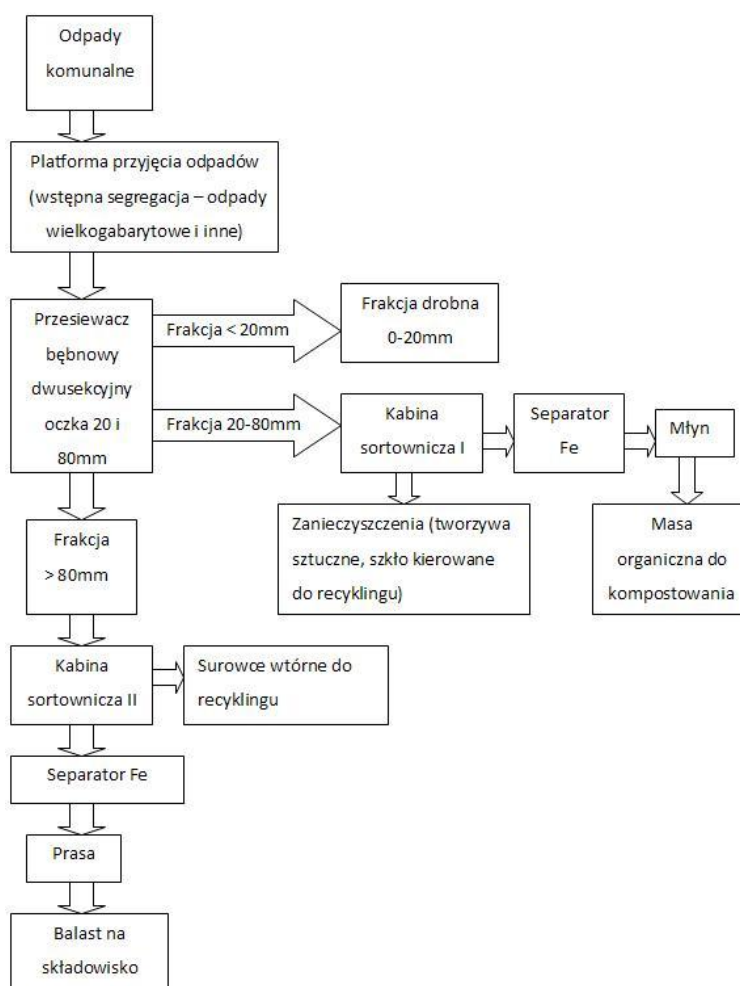 Odpady
komunalne
Platforma przyjęcia odpadów
(wstępna segregacja – odpady
wielkogabarytowe i inne)
Przesiewacz
bębnowy
dwusekcyjny
oczka 20 i
80mm
Frakcja < 20mm
Frakcja drobna
0-20mm
Frakcja 20-80mm
Kabina
sortownicza I
Separator
Fe
Młyn
Zanieczyszczenia (tworzywa
sztuczne, szkło kierowane
do recyklingu)
Masa
organiczna do
kompostowania
Frakcja
> 80mm
Kabina
sortownicza II
Surowce wtórne do
recyklingu
Separator Fe
Prasa
Balast na
składowisko